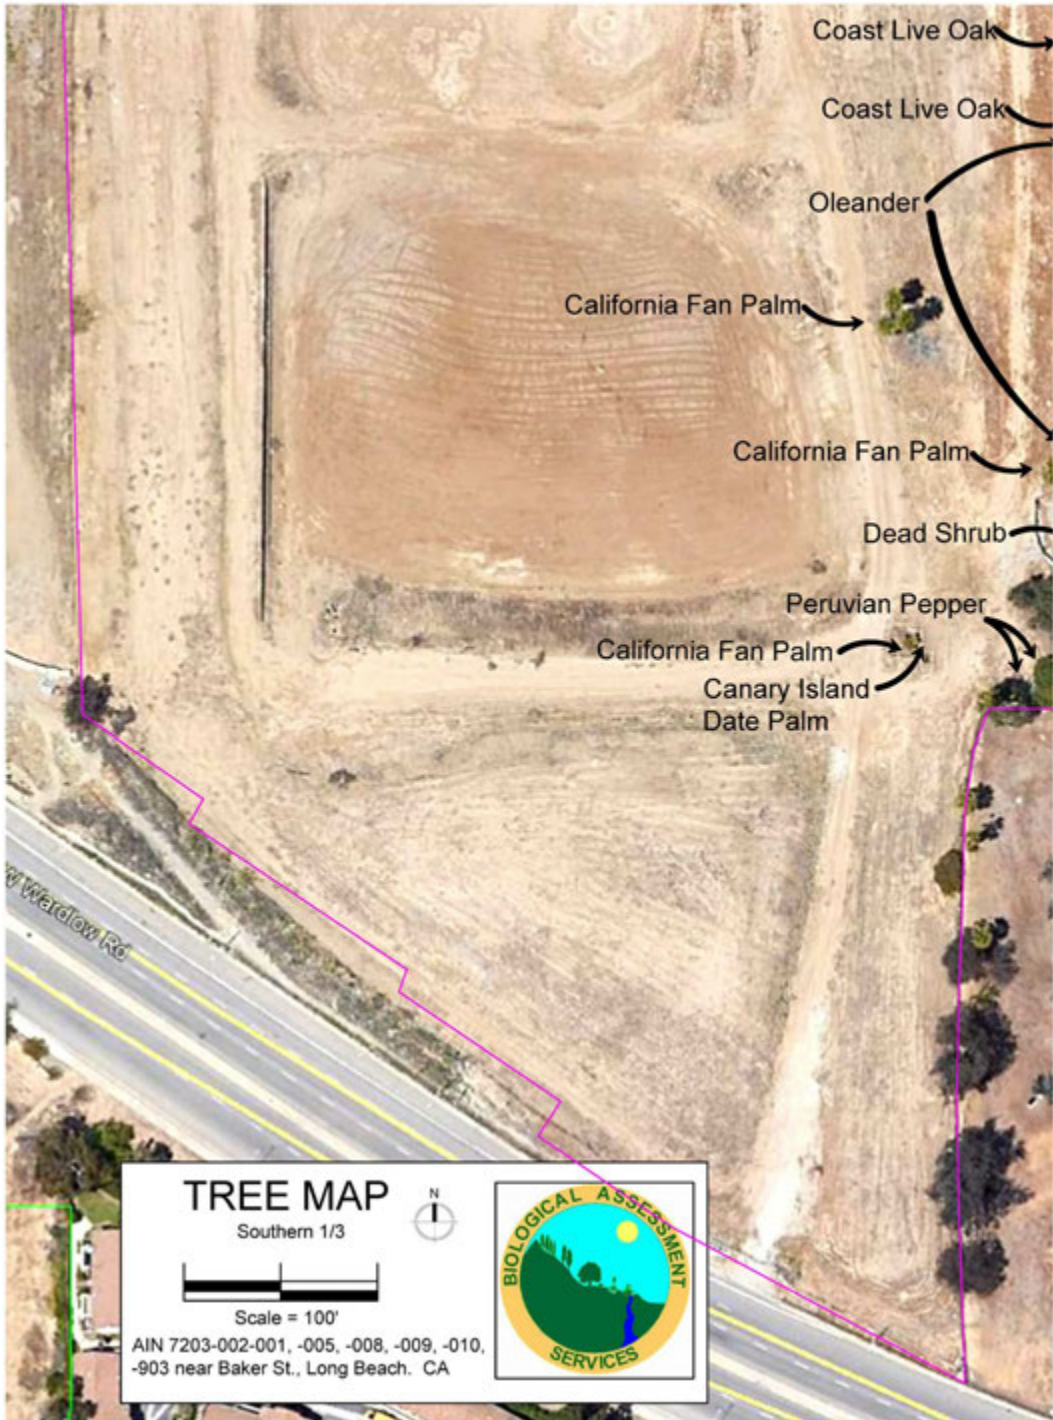 Coast Live Oak
Coast Live Oak
Oleander
California Fan Palm
California Fan Palm
Dead Shrub
Peruvian Pepper
California Fan Palm
Canary Island
Date Palm
W Wardlow Rd
TREE MAP
N
Southern 1/3
Scale = 100'
AIN 7203-002-001, -005, -008, -009, -010,
-903 near Baker St., Long Beach. CA
BIOLOGICAL ASSESSMENT
SERVICES